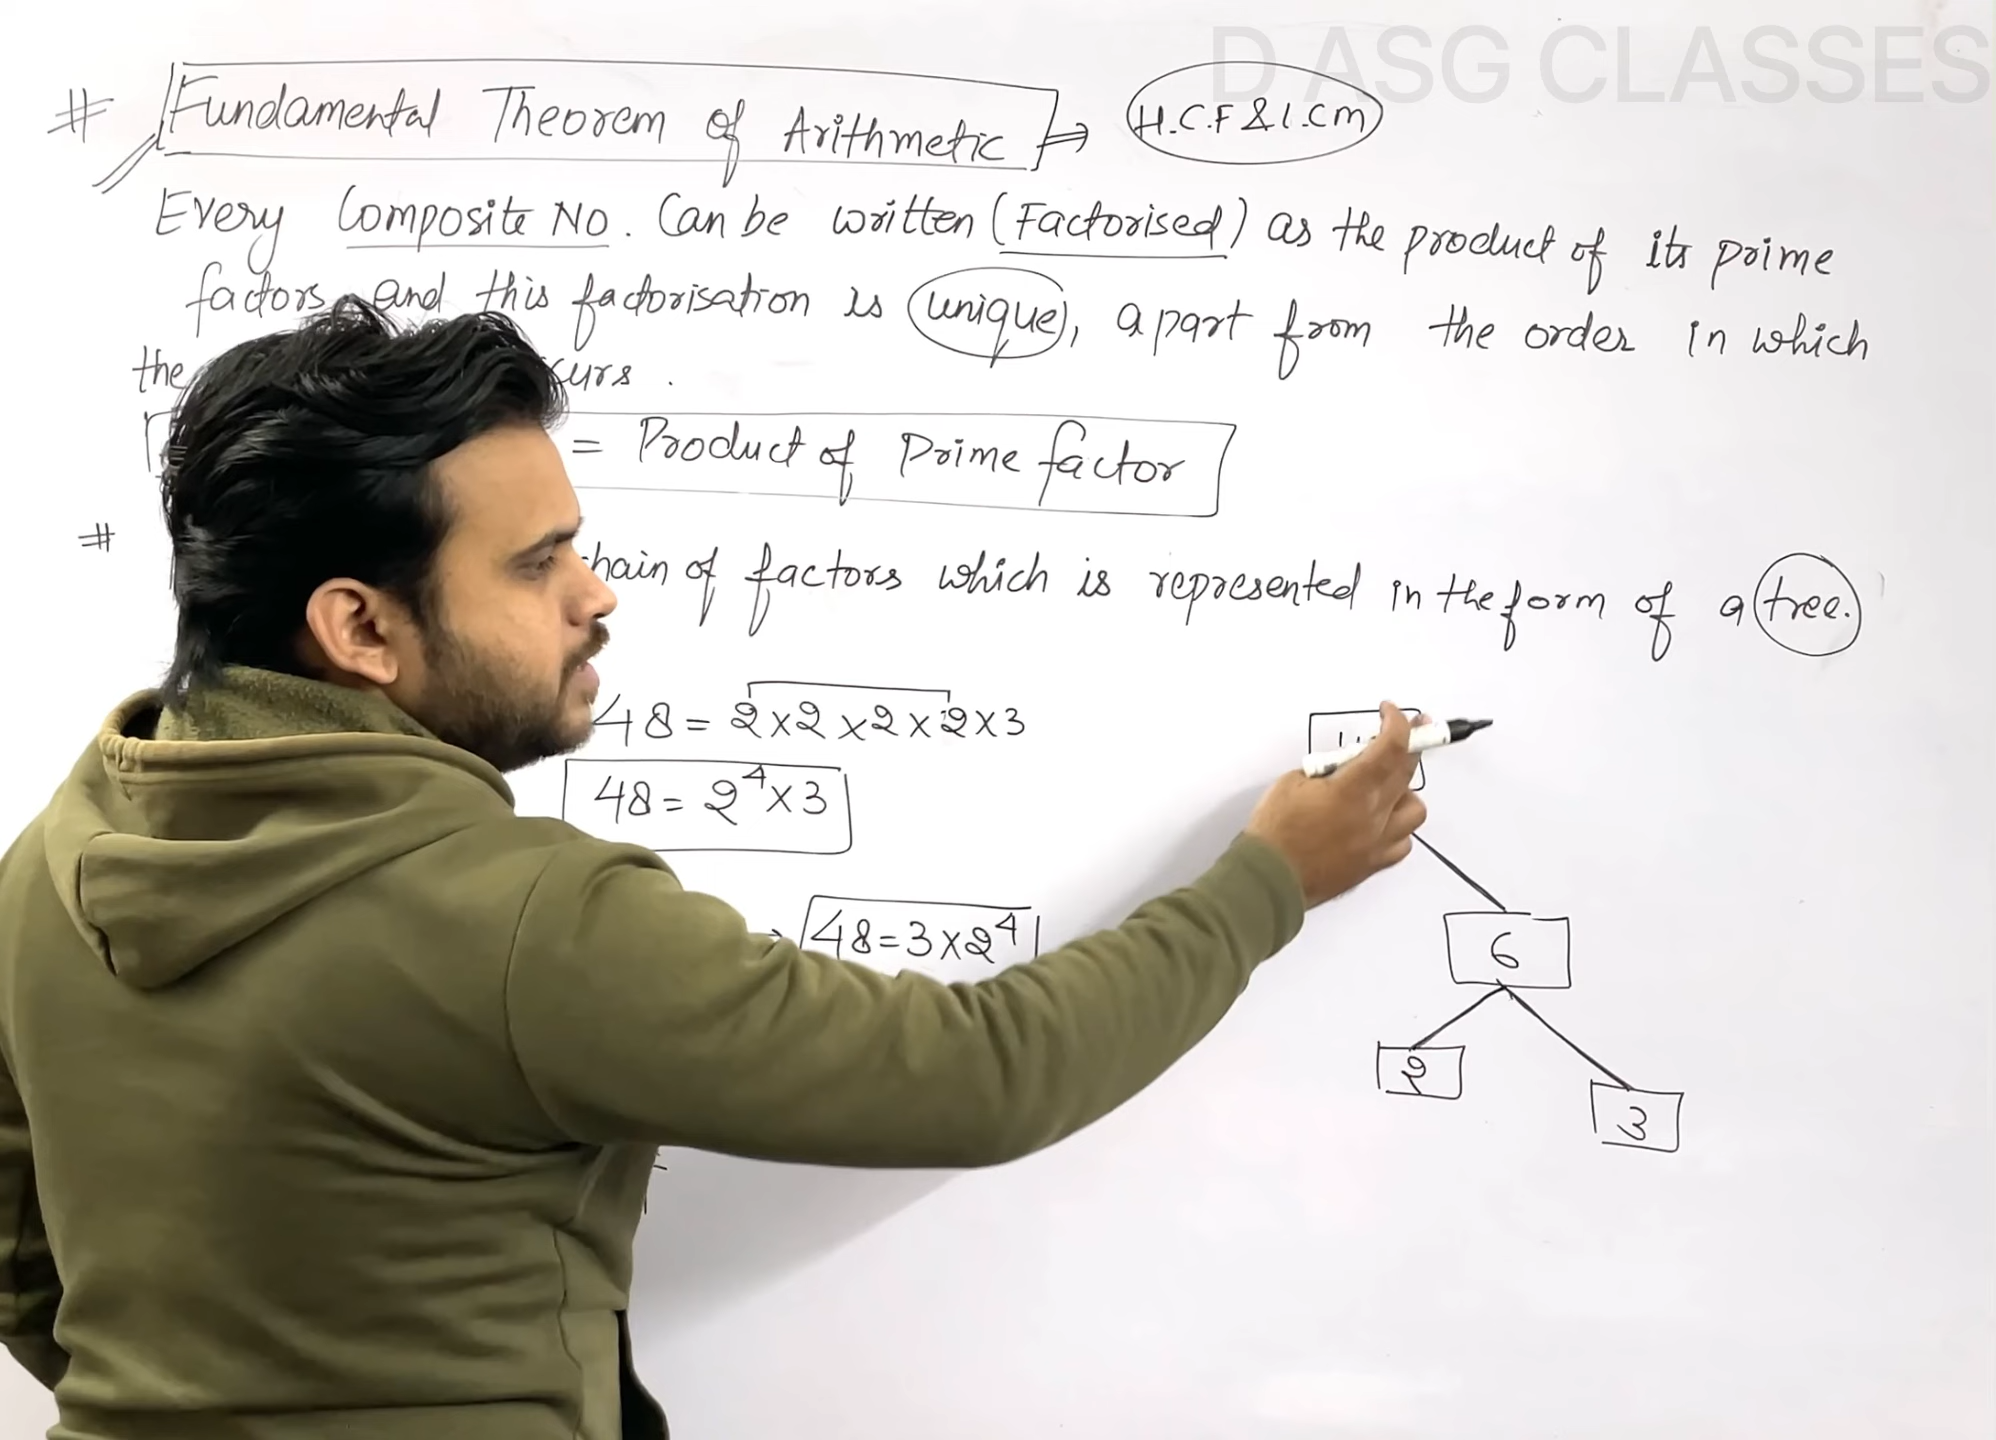 D ASG CLASSES
# Fundamental Theorem of Arithmetic ⇒ H.C.F & L.C.M
Every Composite No. Can be written (Factorised) as the product of its prime
factors and this factorisation is unique, apart from the order in which
the
= Product of Prime factor
# of factors which is represented in the form of a tree.
48 = 2×2×2×2×3
48 = 2⁴×3
48=3×2⁴
6
2
3